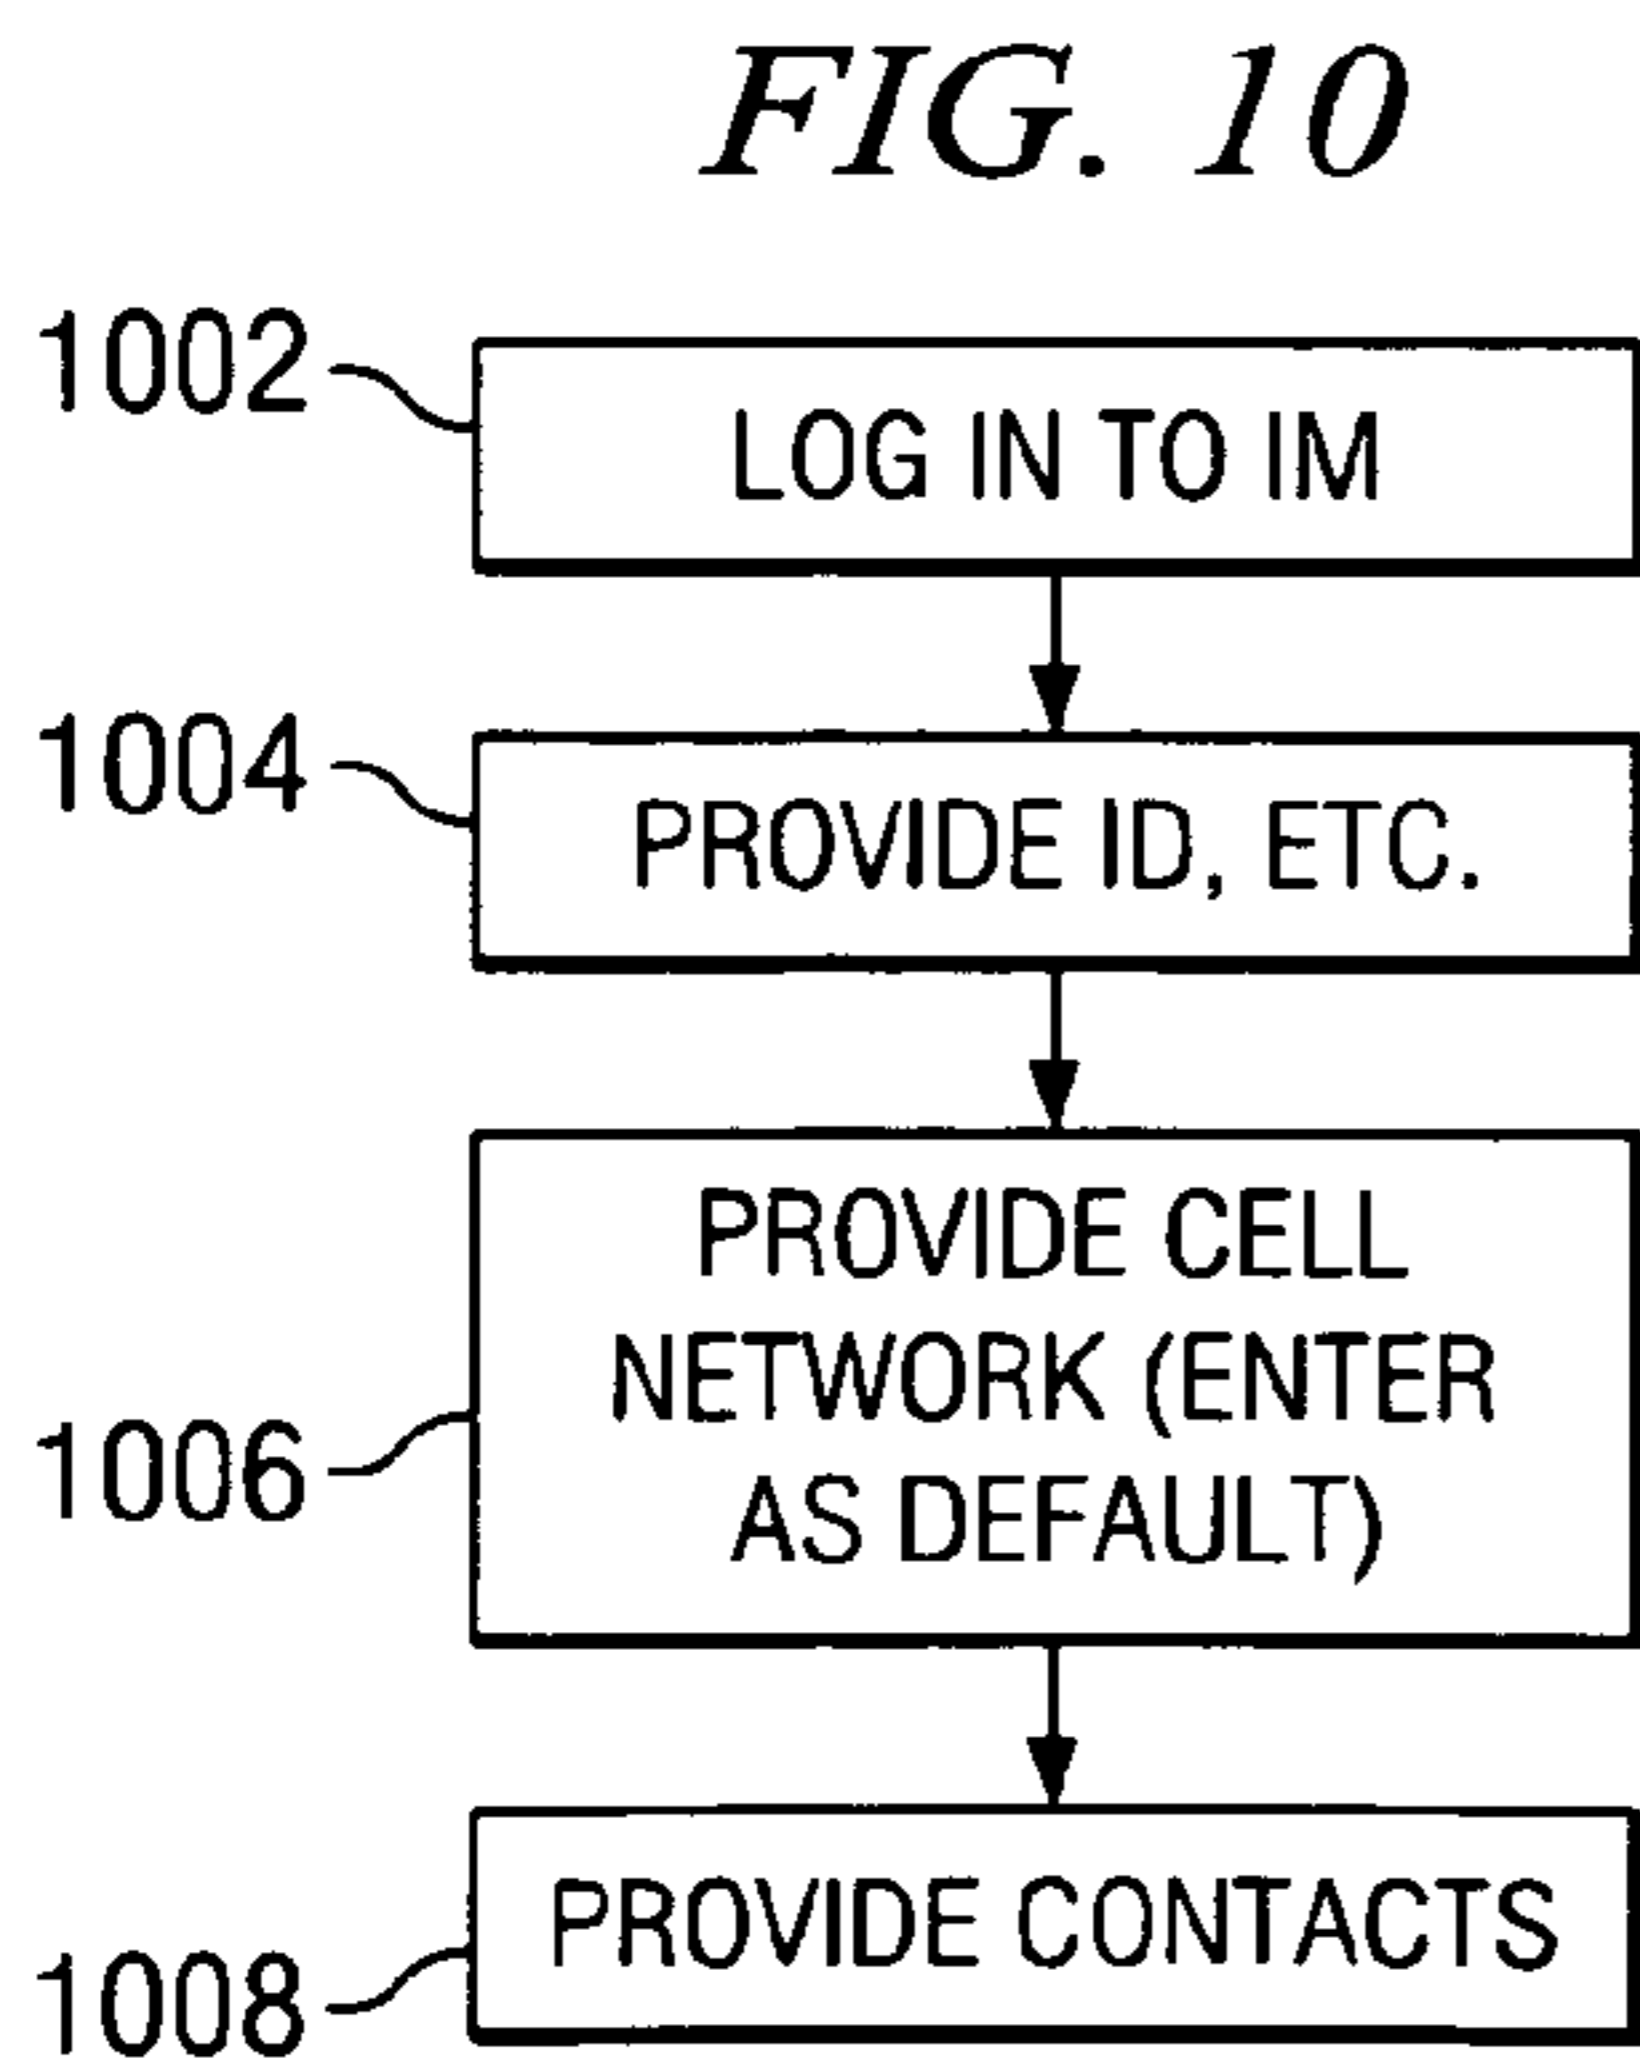 FIG. 10
1002
LOG IN TO IM
1004
PROVIDE ID, ETC.
1006
PROVIDE CELL
NETWORK (ENTER
AS DEFAULT)
1008
PROVIDE CONTACTS